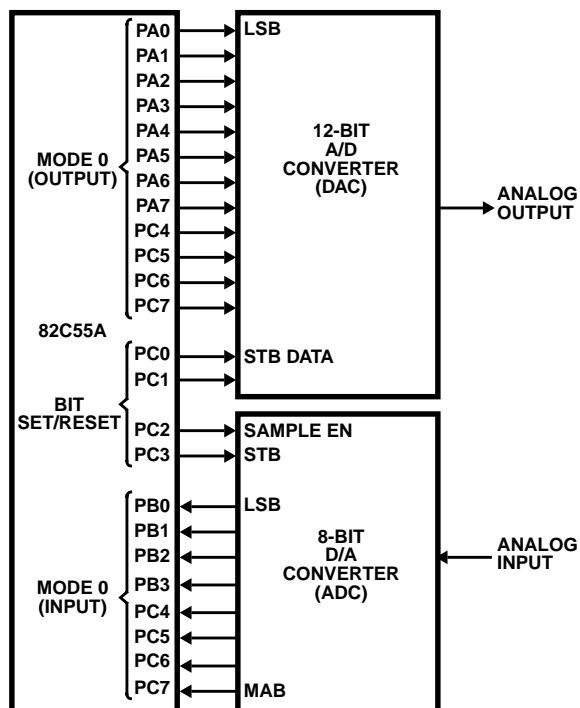 PA0
PA1
PA2
PA3
PA4
PA5
PA6
PA7
PC4
PC5
PC6
PC7
MODE 0
(OUTPUT)
LSB
12-BIT
A/D
CONVERTER
(DAC)
ANALOG
OUTPUT
82C55A
PC0
PC1
PC2
PC3
BIT
SET/RESET
STB DATA
SAMPLE EN
STB
PB0
PB1
PB2
PB3
PC4
PC5
PC6
PC7
MODE 0
(INPUT)
LSB
8-BIT
D/A
CONVERTER
(ADC)
MAB
ANALOG
INPUT